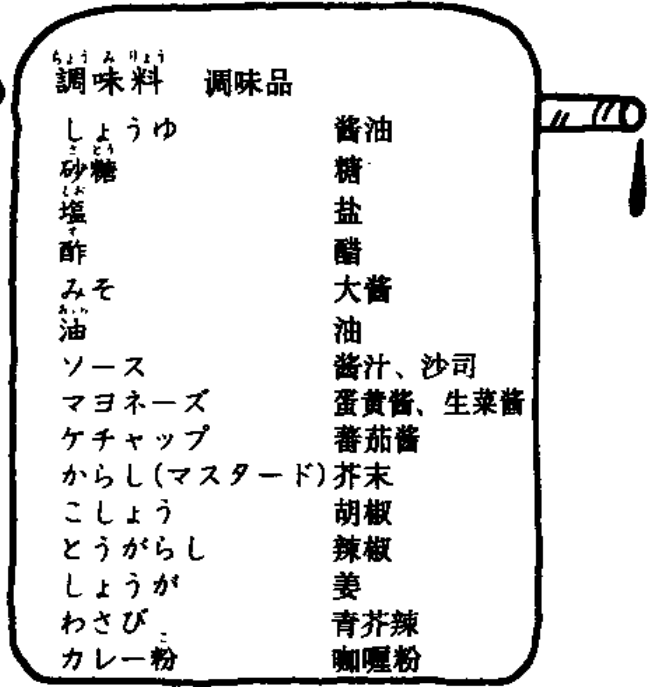 調味料 调味品
しょうゆ 酱油
砂糖 糖
塩 盐
酢 醋
みそ 大酱
油 油
ソース 酱汁、沙司
マヨネーズ 蛋黄酱、生菜酱
ケチャップ 蕃茄酱
からし(マスタード) 芥末
こしょう 胡椒
とうがらし 辣椒
しょうが 姜
わさび 青芥辣
カレー粉 咖喱粉